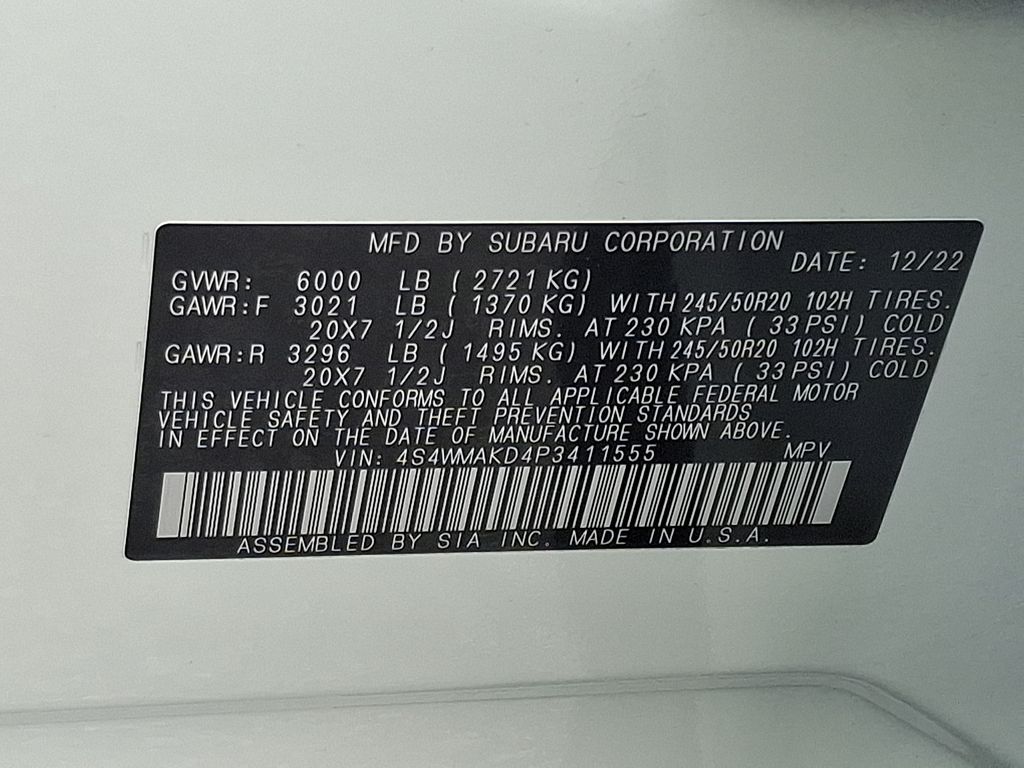 MFD BY SUBARU CORPORATION
DATE: 12/22
GVWR: 6000 LB ( 2721 KG)
GAWR:F 3021 LB ( 1370 KG) WITH 245/50R20 102H TIRES.
20X7 1/2J RIMS. AT 230 KPA ( 33 PSI) COLD
GAWR:R 3296 LB ( 1495 KG) WITH 245/50R20 102H TIRES.
20X7 1/2J RIMS. AT 230 KPA ( 33 PSI) COLD
THIS VEHICLE CONFORMS TO ALL APPLICABLE FEDERAL MOTOR
VEHICLE SAFETY AND THEFT PREVENTION STANDARDS
IN EFFECT ON THE DATE OF MANUFACTURE SHOWN ABOVE.
VIN: 4S4WMAKD4P3411555 MPV
ASSEMBLED BY SIA INC. MADE IN U.S.A.